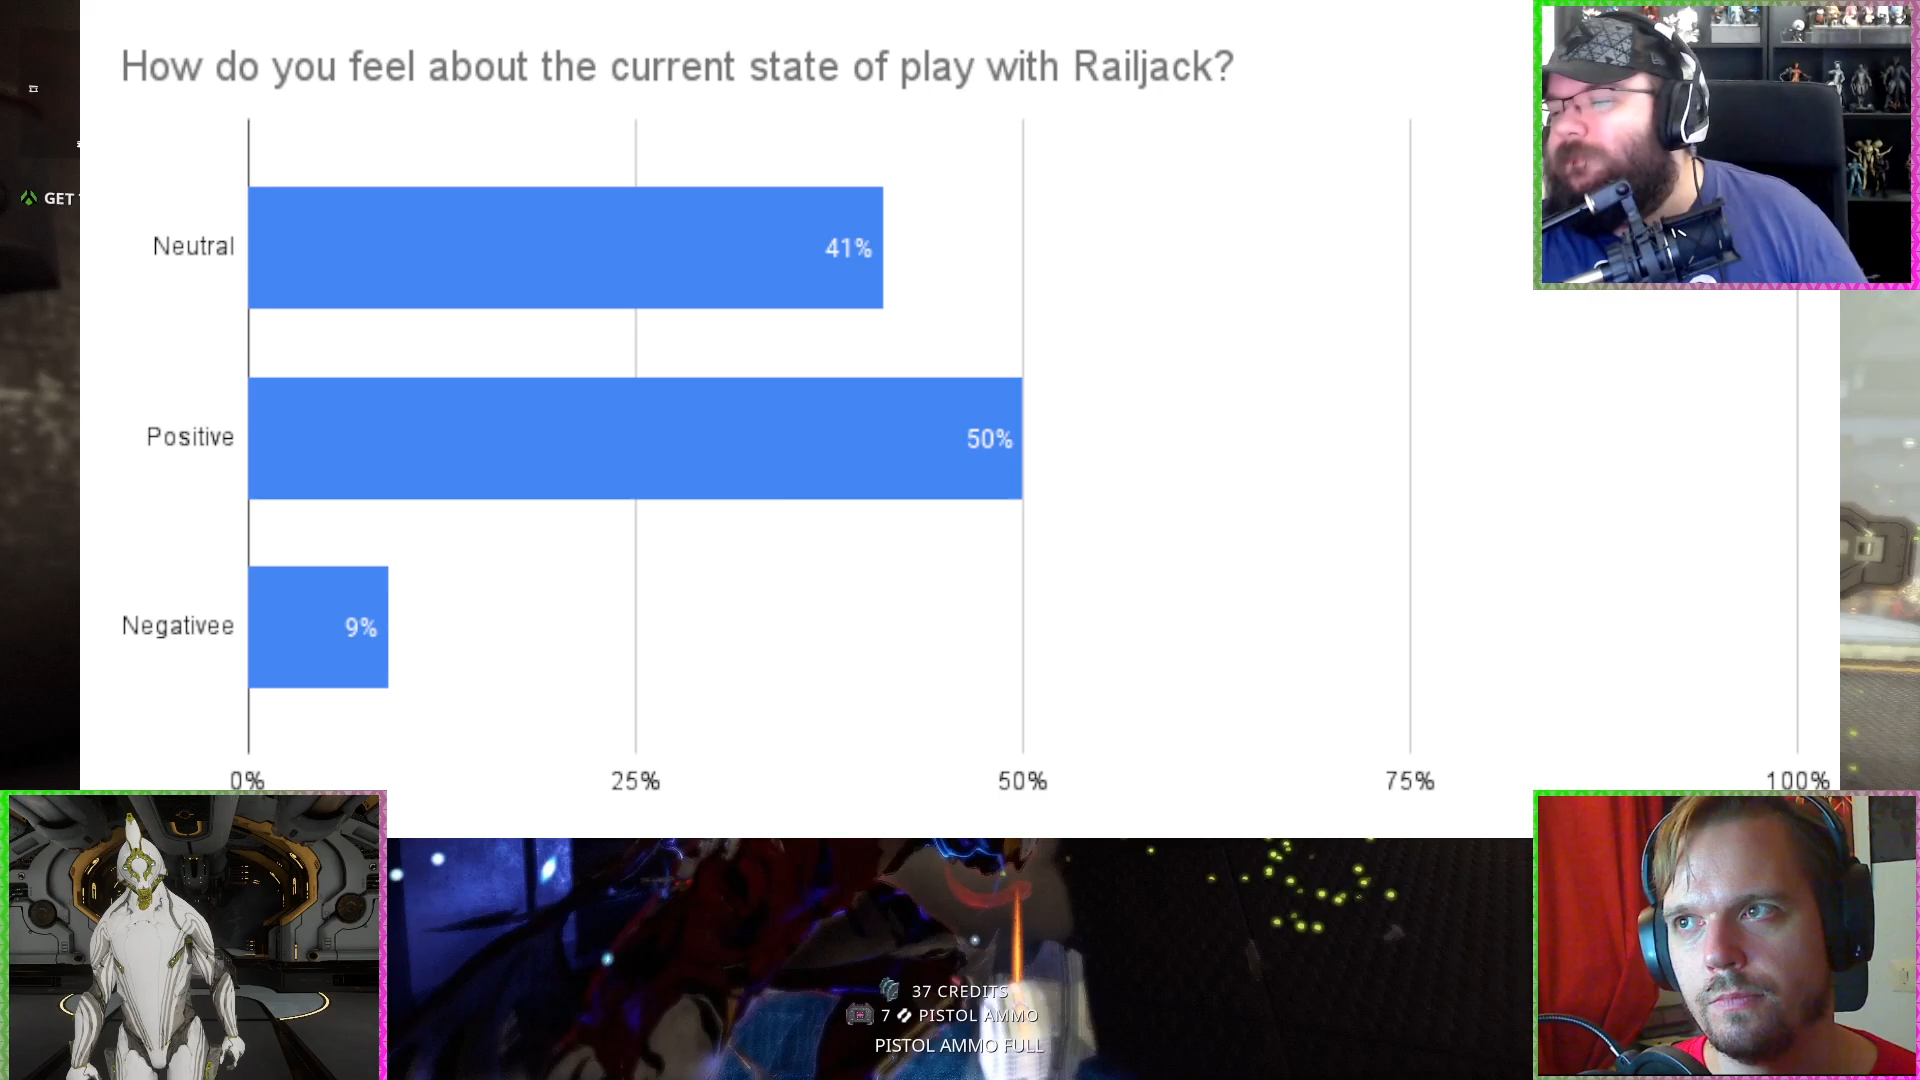 How do you feel about the current state of play with Railjack?
GET
Neutral
41%
Positive
50%
Negativee
9%
0%
25%
50%
75%
100%
37 CREDITS
7 PISTOL AMMO
PISTOL AMMO FULL